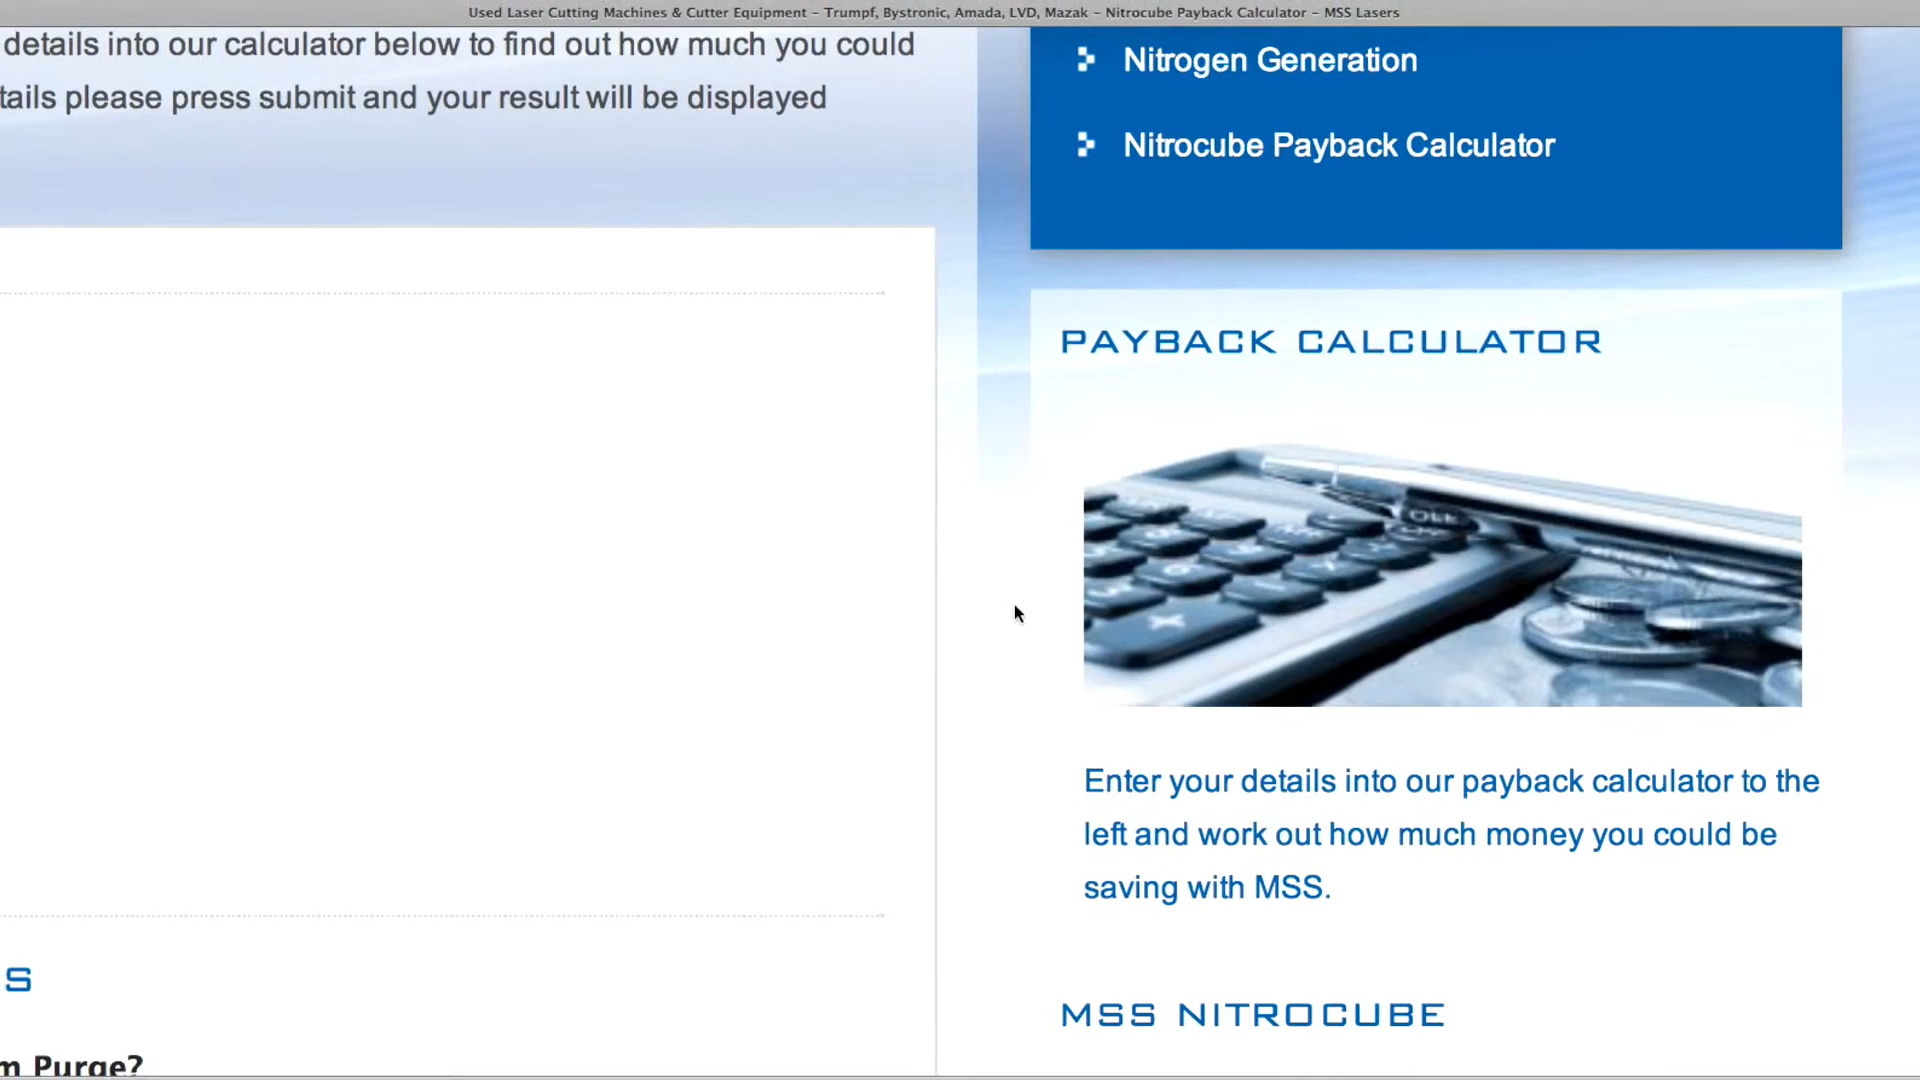 Used Laser Cutting Machines & Cutter Equipment – Trumpf, Bystronic, Amada, LVD, Mazak – Nitrocube Payback Calculator – MSS Lasers
details into our calculator below to find out how much you could
tails please press submit and your result will be displayed
Nitrogen Generation
Nitrocube Payback Calculator
PAYBACK CALCULATOR
Enter your details into our payback calculator to the
left and work out how much money you could be
saving with MSS.
S
m Purge?
MSS NITROCUBE